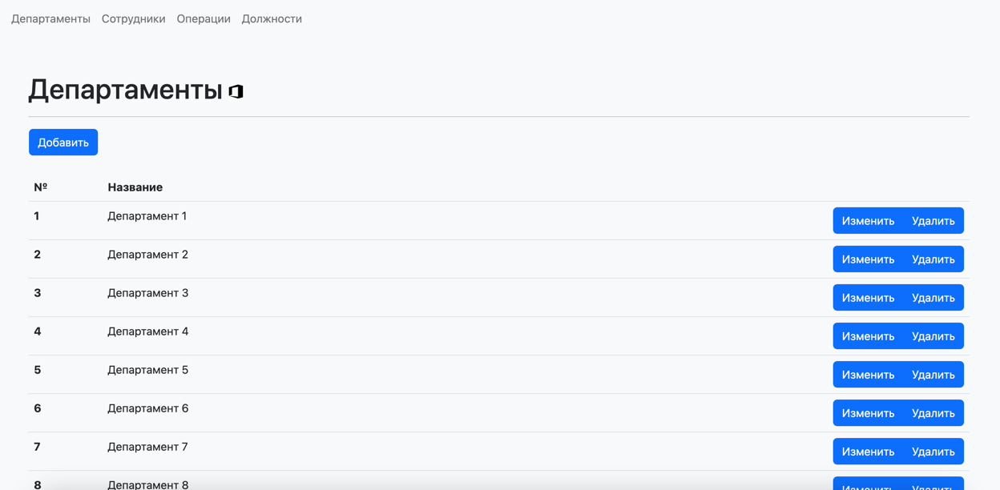 Департаменты Сотрудники Операции Должности
Департаменты
Добавить
№ Название
1 Департамент 1 Изменить Удалить
2 Департамент 2 Изменить Удалить
3 Департамент 3 Изменить Удалить
4 Департамент 4 Изменить Удалить
5 Департамент 5 Изменить Удалить
6 Департамент 6 Изменить Удалить
7 Департамент 7 Изменить Удалить
8 Департамент 8 Изменить Удалить